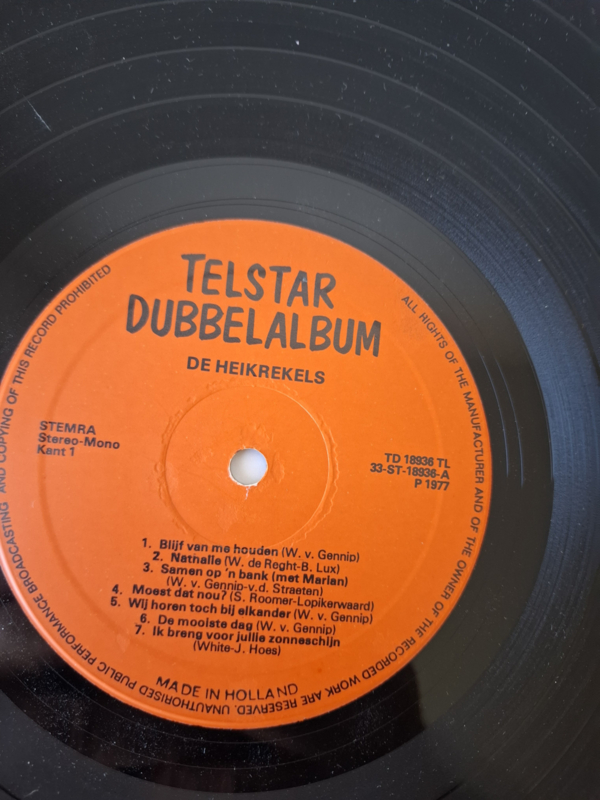 TELSTAR
DUBBELALBUM
DE HEIKREKELS
STEMRA
Stereo-Mono
Kant 1
TD 18936 TL
33-ST-18936-A
P 1977
1. Blijf van me houden (W. v. Gennip)
2. Nathalie (W. de Reght-B. Lux)
3. Samen op 'n bank (met Marian)
(W. v. Gennip-v.d. Straeten)
4. Moest dat nou? (S. Roomer-Lopikerwaard)
5. Wij horen toch bij elkander (W. v. Gennip)
6. De mooiste dag (W. v. Gennip)
7. Ik breng voor jullie zonneschijn
(White-J. Hoes)
MADE IN HOLLAND
ALL RIGHTS OF THE MANUFACTURER AND OF THE OWNER OF THE RECORDED WORK ARE RESERVED. UNAUTHORISED PUBLIC PERFORMANCE BROADCASTING AND COPYING OF THIS RECORD PROHIBITED